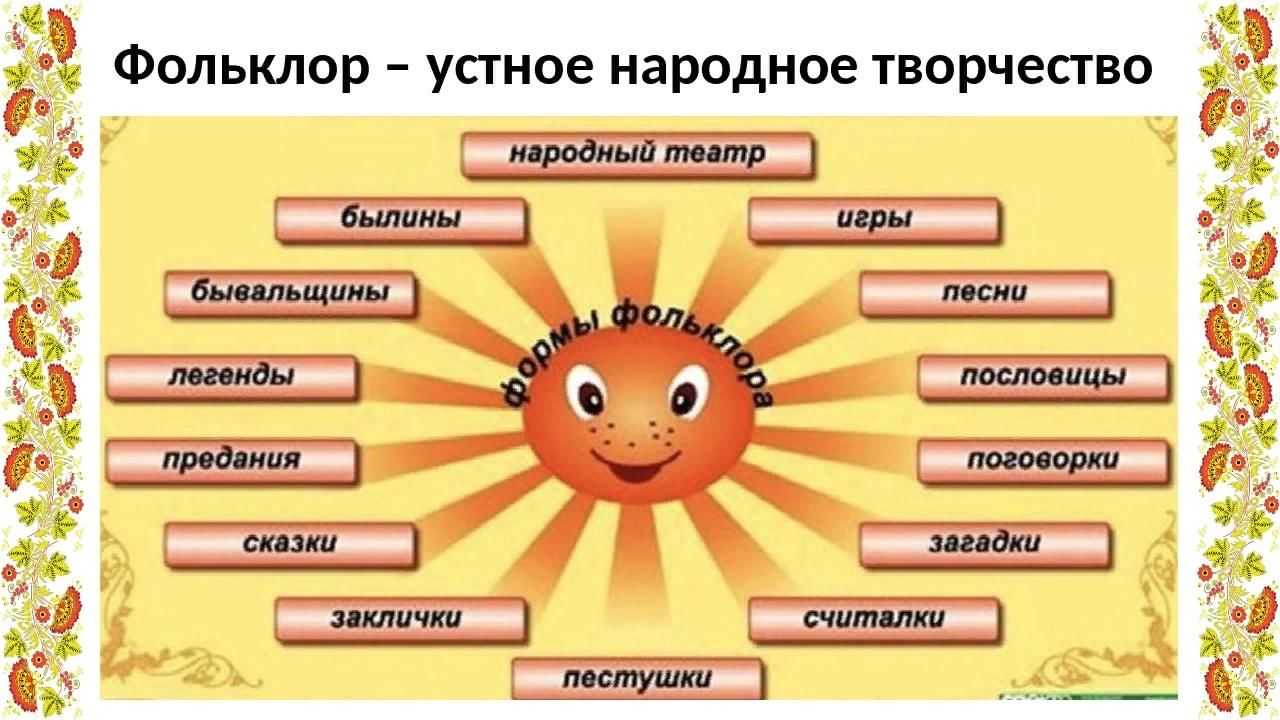 Фольклор – устное народное творчество
народный театр
былины
игры
бывальщины
песни
формы фольклора
легенды
пословицы
предания
поговорки
сказки
загадки
заклички
считалки
пестушки